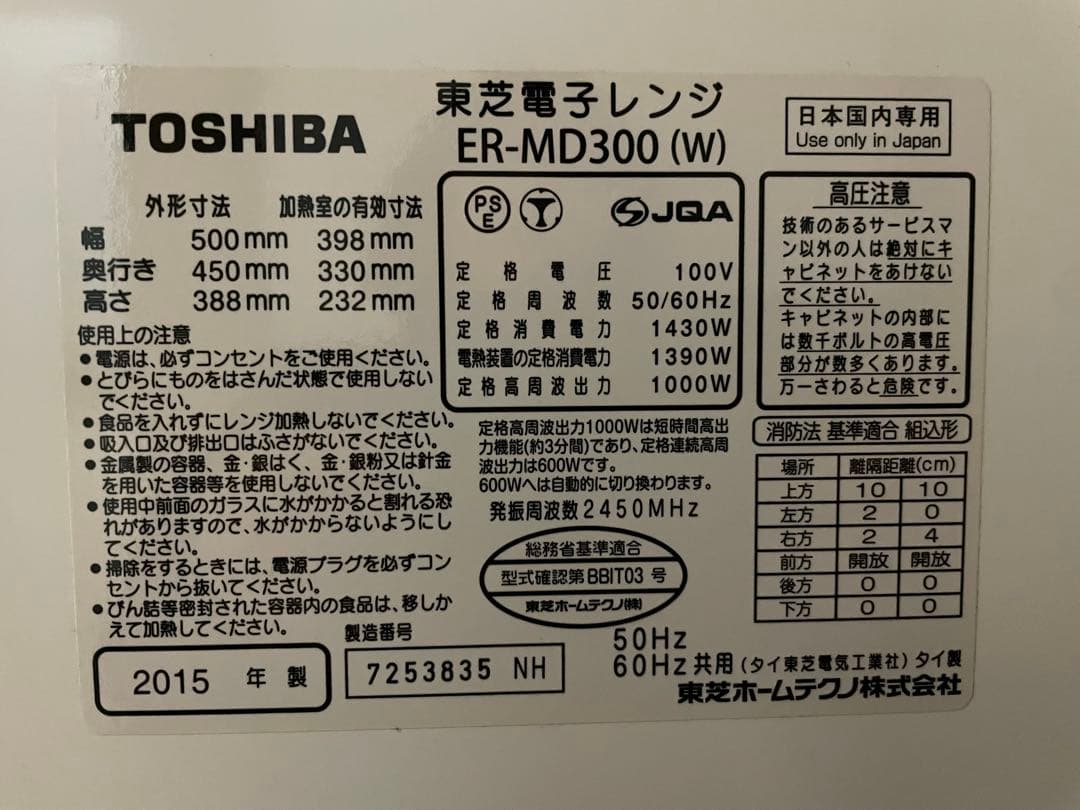 TOSHIBA
東芝電子レンジ
ER-MD300 (W)
日本国内専用
Use only in Japan
外形寸法 加熱室の有効寸法
幅 500mm 398mm
奥行き 450mm 330mm
高さ 388mm 232mm
使用上の注意
●電源は、必ずコンセントをご使用ください。
●とびらにものをはさんだ状態で使用しない
でください。
●食品を入れずにレンジ加熱しないでください。
●吸入口及び排出口はふさがないでください。
●金属製の容器、金・銀はく、金・銀粉又は針金
を用いた容器等を使用しないでください。
●使用中前面のガラスに水がかかると割れる恐
れがありますので、水がかからないようにし
てください。
●掃除をするときには、電源プラグを必ずコン
セントから抜いてください。
●びん詰等密封された容器内の食品は、移しか
えて加熱してください。
2015 年 製
製造番号
7253835 NH
PS
E
JQA
定格電圧 100V
定格周波数 50/60Hz
定格消費電力 1430W
電熱装置の定格消費電力 1390W
定格高周波出力 1000W
定格高周波出力1000Wは短時間高出
力機能(約3分間)であり、定格連続高周
波出力は600Wです。
600Wへは自動的に切り換わります。
発振周波数2450MHz
総務省基準適合
型式確認第BBIT03 号
東芝ホームテクノ(株)
高圧注意
技術のあるサービスマ
ン以外の人は絶対にキ
ャビネットをあけない
でください。
キャビネットの内部に
は数千ボルトの高電圧
部分が数多くあります。
万一さわると危険です。
消防法 基準適合 組込形
場所 離隔距離(cm)
上方 10 10
左方 2 0
右方 2 4
前方 開放 開放
後方 0 0
下方 0 0
50Hz
60Hz 共用 (タイ東芝電気工業社) タイ製
東芝ホームテクノ株式会社